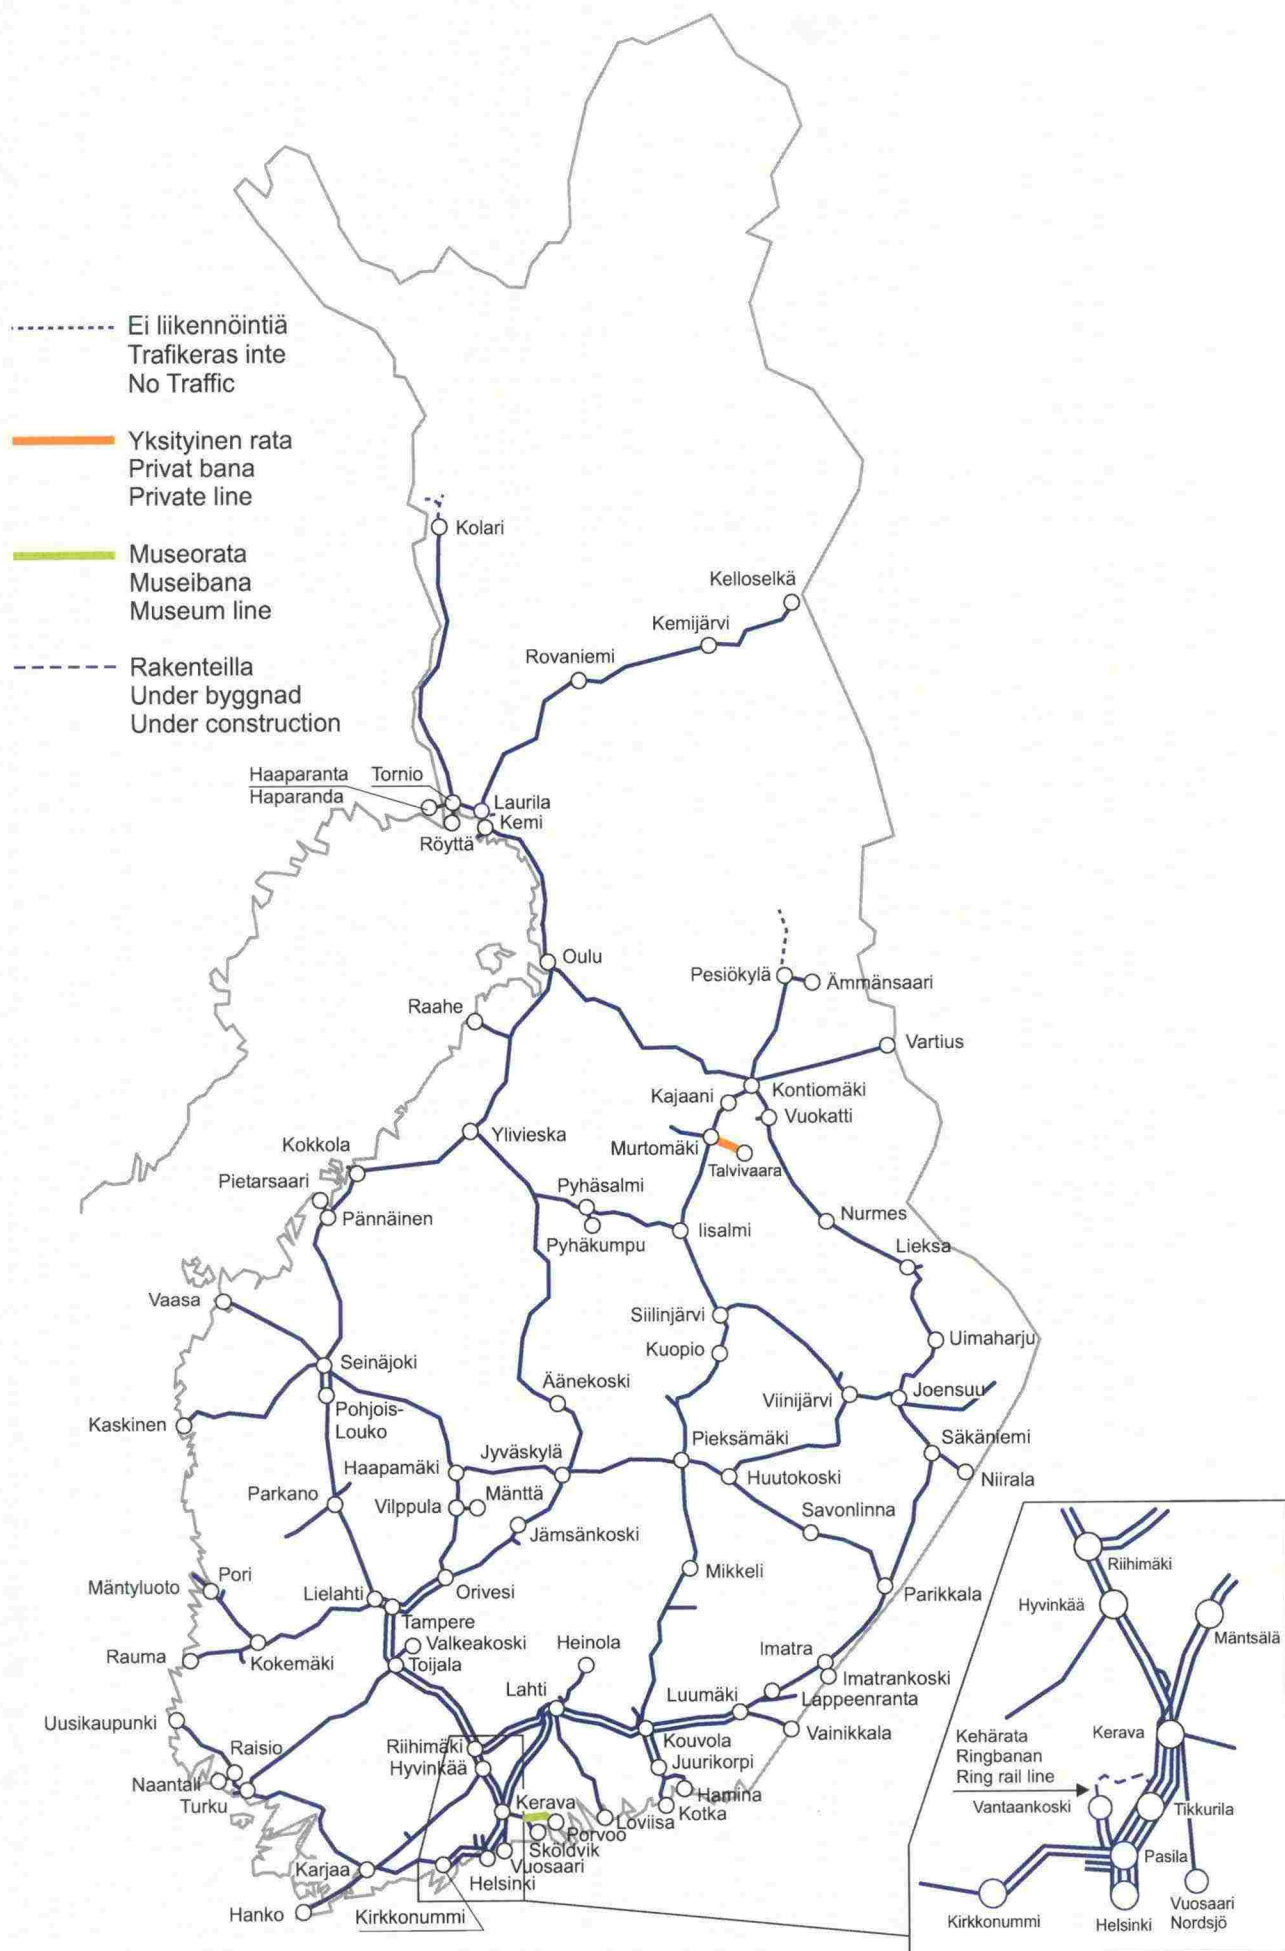 Ei liikennöintiä
Trafikeras inte
No Traffic
Yksityinen rata
Privat bana
Private line
Museorata
Museibana
Museum line
Rakenteilla
Under byggnad
Under construction
Kolari
Kelloselkä
Kemijärvi
Rovaniemi
Haaparanta
Haparanda
Tornio
Laurila
Kemi
Röyttä
Oulu
Pesiökylä
Ämmänsaari
Raahe
Vartius
Kontiomäki
Kajaani
Vuokatti
Ylivieska
Murtomäki
Talvivaara
Kokkola
Pietarsaari
Pännäinen
Pyhäsalmi
Pyhäkumpu
Iisalmi
Nurmes
Lieksa
Vaasa
Siilinjärvi
Kuopio
Uimaharju
Seinäjoki
Äänekoski
Viinijärvi
Joensuu
Pohjois-
Louko
Kaskinen
Jyväskylä
Pieksämäki
Säkäniemi
Haapamäki
Huutokoski
Niirala
Parkano
Vilppula
Mänttä
Savonlinna
Jämsänkoski
Mäntyluoto
Pori
Lielahti
Orivesi
Mikkeli
Parikkala
Tampere
Valkeakoski
Heinola
Imatra
Rauma
Kokemäki
Toijala
Imatrankoski
Lahti
Luumäki
Lappeenranta
Uusikaupunki
Kouvola
Vainikkala
Raisio
Riihimäki
Hyvinkää
Juurikorpi
Naantali
Turku
Kerava
Hamina
Kotka
Loviisa
Porvoo
Sköldvik
Vuosaari
Karjaa
Helsinki
Hanko
Kirkkonummi
Riihimäki
Hyvinkää
Mäntsälä
Kehärata
Ringbanan
Ring rail line
Kerava
Vantaankoski
Tikkurila
Pasila
Kirkkonummi
Helsinki
Vuosaari
Nordsjö